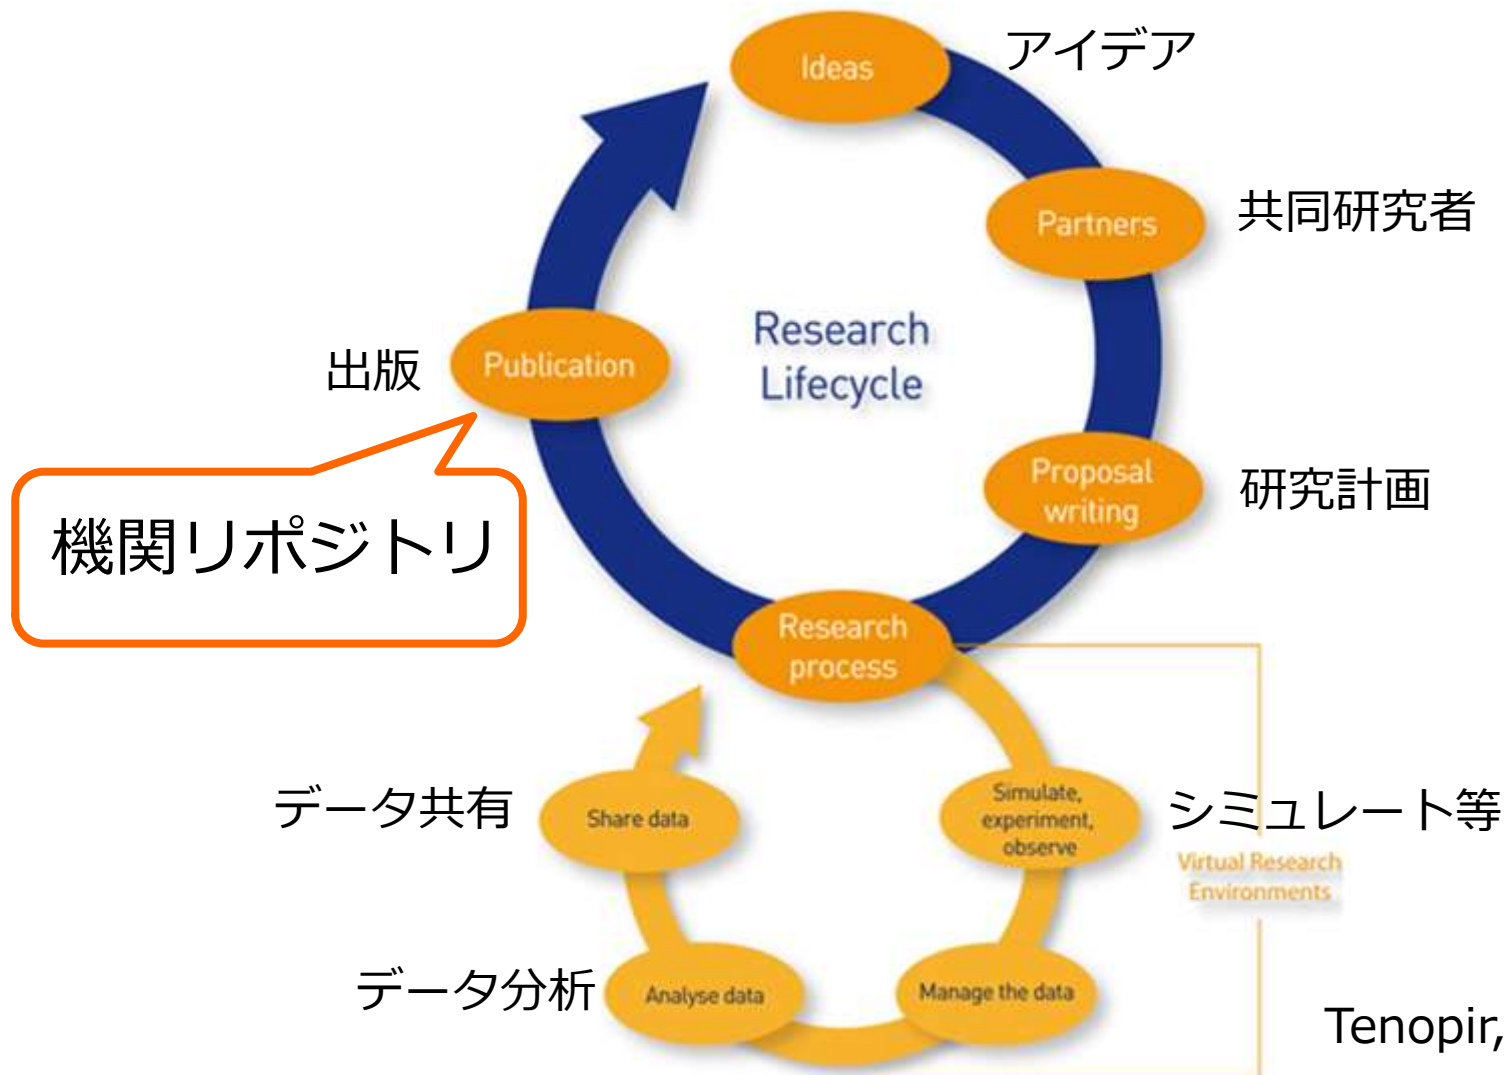 Ideas
アイデア
Partners
共同研究者
Research
Lifecycle
出版
Publication
Proposal
writing
研究計画
機関リポジトリ
Research
process
データ共有
Share data
Simulate,
experiment,
observe
シミュレート等
Virtual Research
Environments
データ分析
Analyse data
Manage the data
Tenopir,